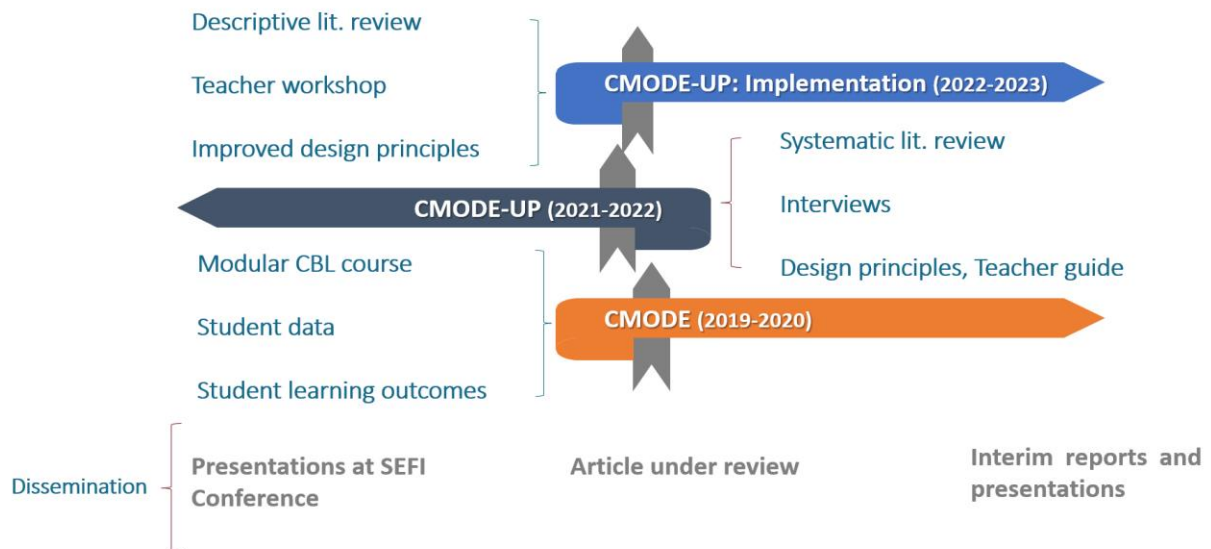 Descriptive lit. review
Teacher workshop
Improved design principles
CMODE-UP: Implementation (2022-2023)
CMODE-UP (2021-2022)
Systematic lit. review
Interviews
Design principles, Teacher guide
Modular CBL course
Student data
Student learning outcomes
CMODE (2019-2020)
Dissemination
Presentations at SEFI
Conference
Article under review
Interim reports and
presentations